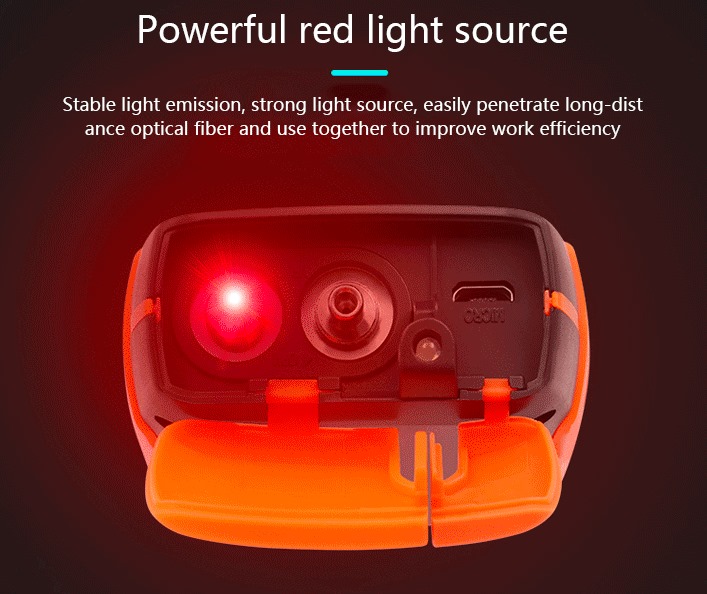 Powerful red light source
Stable light emission, strong light source, easily penetrate long-dist
ance optical fiber and use together to improve work efficiency
MICRO